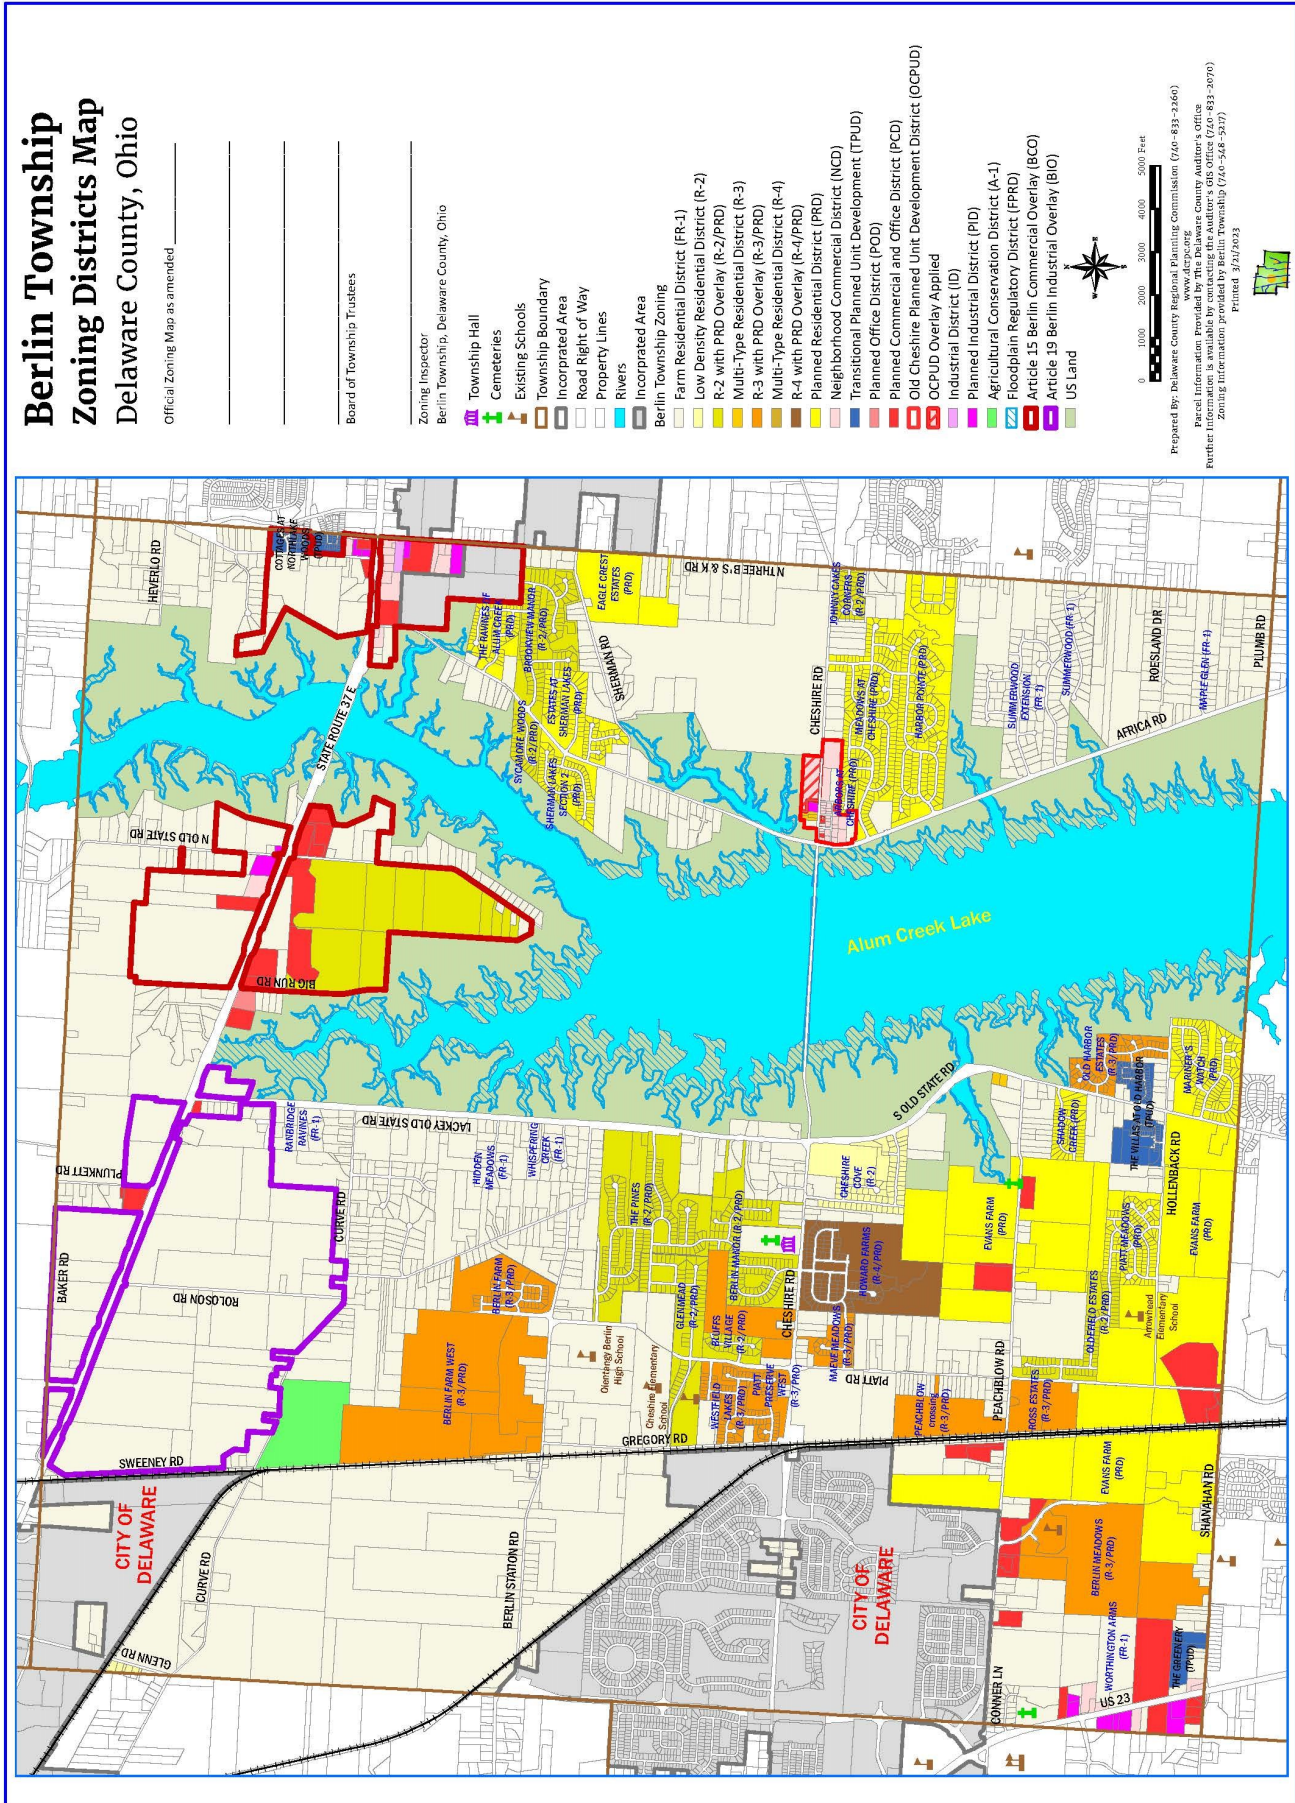 Berlin Township
Zoning Districts Map
Delaware County, Ohio
Official Zoning Map as amended
Board of Township Trustees
Zoning Inspector
Berlin Township, Delaware County, Ohio
Township Hall
Cemeteries
Existing Schools
Township Boundary
Incorprated Area
Road Right of Way
Property Lines
Rivers
Incorprated Area
Berlin Township Zoning
Farm Residential District (FR-1)
Low Density Residential District (R-2)
R-2 with PRD Overlay (R-2/PRD)
Multi-Type Residential District (R-3)
R-3 with PRD Overlay (R-3/PRD)
Multi-Type Residential District (R-4)
R-4 with PRD Overlay (R-4/PRD)
Planned Residential District (PRD)
Neighborhood Commercial District (NCD)
Transitional Planned Unit Development (TPUD)
Planned Office District (POD)
Planned Commercial and Office District (PCD)
Old Cheshire Planned Unit Development District (OCPUD)
OCPUD Overlay Applied
Industrial District (ID)
Planned Industrial District (PID)
Agricultural Conservation District (A-1)
Floodplain Regulatory District (FPRD)
Article 15 Berlin Commercial Overlay (BCO)
Article 19 Berlin Industrial Overlay (BIO)
US Land
N
W
E
S
0 1000 2000 3000 4000 5000 Feet
Prepared By: Delaware County Regional Planning Commission (740-833-2260)
www.dcrpc.org
Parcel Information Provided by The Delaware County Auditor's Office
Further Information is available by contacting the Auditor's GIS Office (740-833-2070)
Zoning Information provided by Berlin Township (740-548-5217)
Printed 3/21/2023
HEVERLO RD
COTTAGES AT
NORTHLAKE
WOODS
(TPUD)
STATE ROUTE 37 E
N OLD STATE RD
BIG RUN RD
PLUNKETT RD
BAKER RD
ROLOSON RD
CURVE RD
SWEENEY RD
CITY OF
DELAWARE
CURVE RD
GLENN RD
BERLIN STATION RD
RANBRIDGE
RAVINES
(FR-1)
LACKEY OLD STATE RD
HIDDEN
MEADOWS
(FR-1)
WHISPERING
CREEK
(FR-1)
BERLIN FARM
(R-3/PRD)
BERLIN FARM WEST
(R-3/PRD)
Olentangy Berlin
High School
Cheshire Elementary
School
GREGORY RD
THE PINES
(R-2/PRD)
GLENMEAD
(R-2/PRD)
BERLIN MANOR (R-2/PRD)
BLUFFS
VILLAGE
(R-2/PRD)
WESTFIELD
LAKES
(R-3/PRD)
PIATT
PRESERVE
WEST
(R-3/PRD)
CHESHIRE RD
MAEVE MEADOWS
(R-3/PRD)
PIATT RD
HOWARD FARMS
(R-4/PRD)
CHESHIRE
COVE
(R-2)
S OLD STATE RD
THE RAVINES OF
ALUM CREEK
(PRD)
BROOKVIEW MANOR
(R-2/PRD)
SYCAMORE WOODS
(R-2/PRD)
ESTATES AT
SHERMAN LAKES
(PRD)
SHERMAN LAKES
SECTION 2
(PRD)
EAGLE CREST
ESTATES
(PRD)
SHERMAN RD
N THREE B'S & K RD
JOHNNYCAKES
CORNERS
(R-2/PRD)
CHESHIRE RD
MEADOWS AT
CHESHIRE (PRD)
ARBORS AT
CHESHIRE (PRD)
HARBOR POINTE (PRD)
Alum Creek Lake
SUMMERWOOD
EXTENSION
(FR-1)
SUMMERWOOD (FR-1)
ROESLAND DR
AFRICA RD
MAPLE GLEN (FR-1)
PLUMB RD
OLD HARBOR
ESTATES
(R-3/PRD)
SHADOW
CREEK (PRD)
THE VILLAS AT OLD HARBOR
(TPUD)
MARINER'S
WATCH
(PRD)
HOLLENBACK RD
EVANS FARM
(PRD)
PIATT MEADOWS
(PRD)
EVANS FARM
(PRD)
OLDEFIELD ESTATES
(R-2/PRD)
Arrowhead
Elementary
School
PEACHBLOW RD
PEACHBLOW
crossing
(R-3/PRD)
ROSS ESTATES
(R-3/PRD)
EVANS FARM
(PRD)
SHANAHAN RD
BERLIN MEADOWS
(R-3/PRD)
CITY OF
DELAWARE
CONNER LN
WORTHINGTON ARMS
(FR-1)
THE GREENERY
(TPUD)
US 23